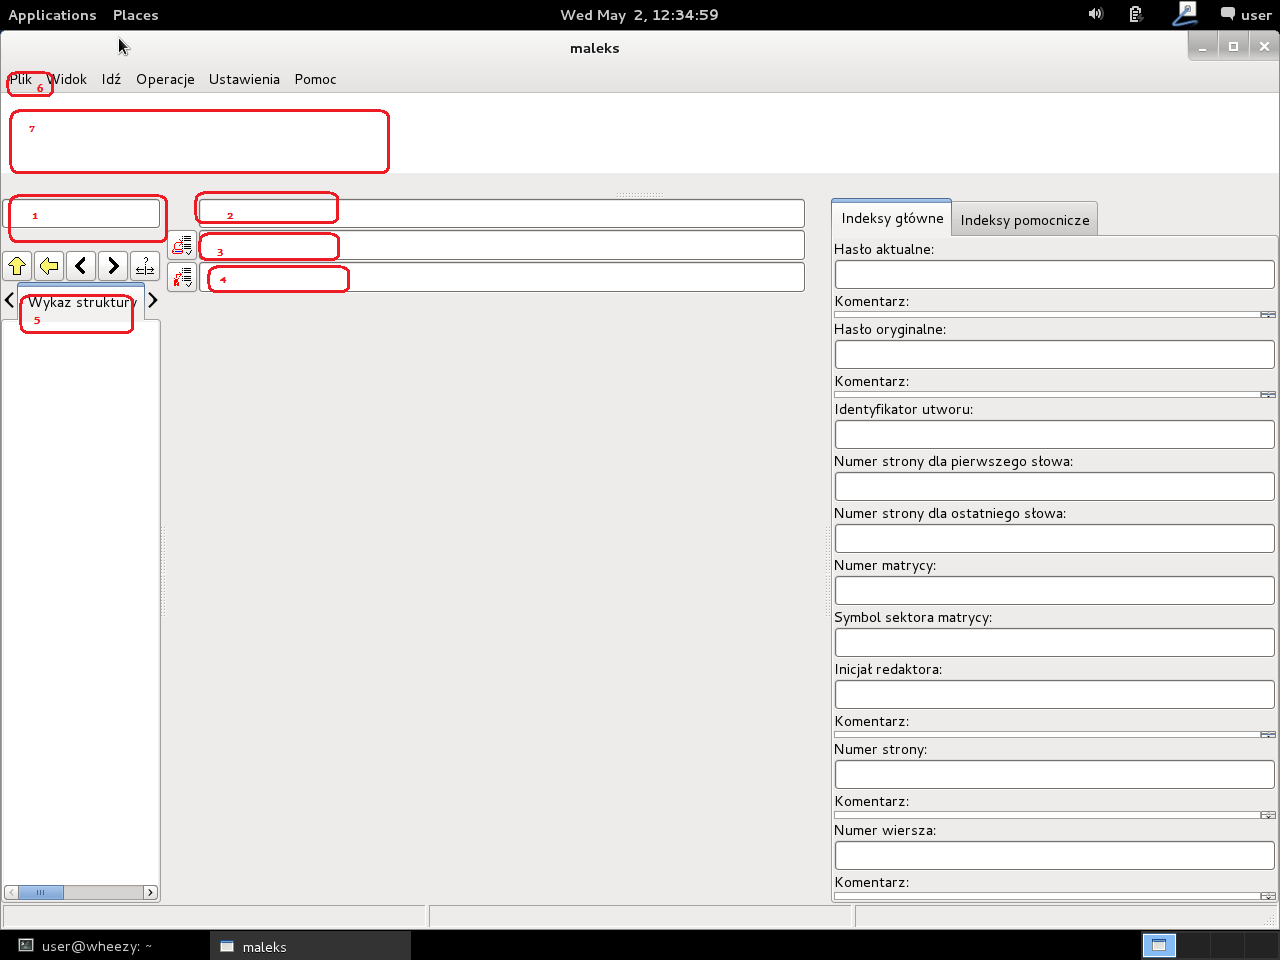 Applications Places Wed May 2, 12:34:59 user
maleks
Plik Widok Idź Operacje Ustawienia Pomoc
6
7
1
2
3
4
Wykaz struktury
5
Indeksy główne Indeksy pomocnicze
Hasło aktualne:
Komentarz:
Hasło oryginalne:
Komentarz:
Identyfikator utworu:
Numer strony dla pierwszego słowa:
Numer strony dla ostatniego słowa:
Numer matrycy:
Symbol sektora matrycy:
Inicjał redaktora:
Komentarz:
Numer strony:
Komentarz:
Numer wiersza:
Komentarz:
user@wheezy: ~ maleks